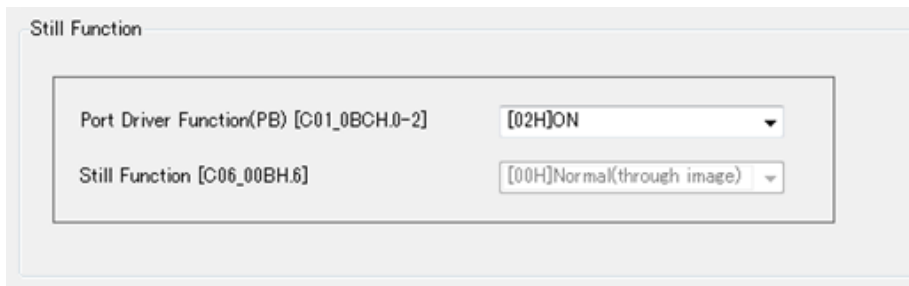 Still Function
Port Driver Function(PB) [C01_0BCH.0-2] [02H]ON
Still Function [C06_00BH.6] [00H]Normal(through image)